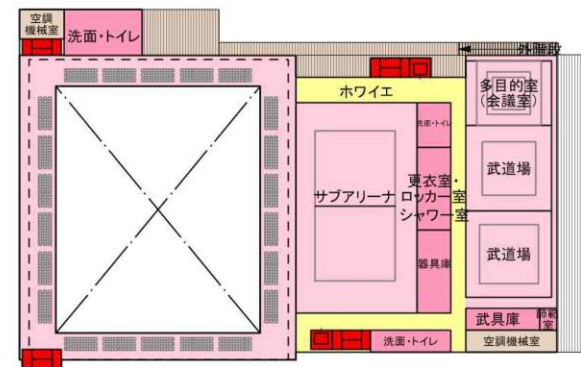 空調
機械室
洗面・トイレ
外階段
ホワイエ
多目的室
(会議室)
洗面・トイレ
武道場
サブアリーナ
更衣室・
ロッカー室
シャワー室
武道場
器具庫
武具庫
師範
室
洗面・トイレ
空調機械室